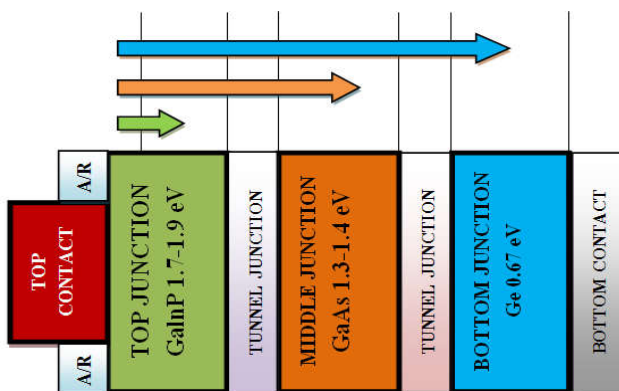 A/R
TOP
CONTACT
A/R
TOP JUNCTION
GaInP 1.7-1.9 eV
TUNNEL JUNCTION
MIDDLE JUNCTION
GaAs 1.3-1.4 eV
TUNNEL JUNCTION
BOTTOM JUNCTION
Ge 0.67 eV
BOTTOM CONTACT